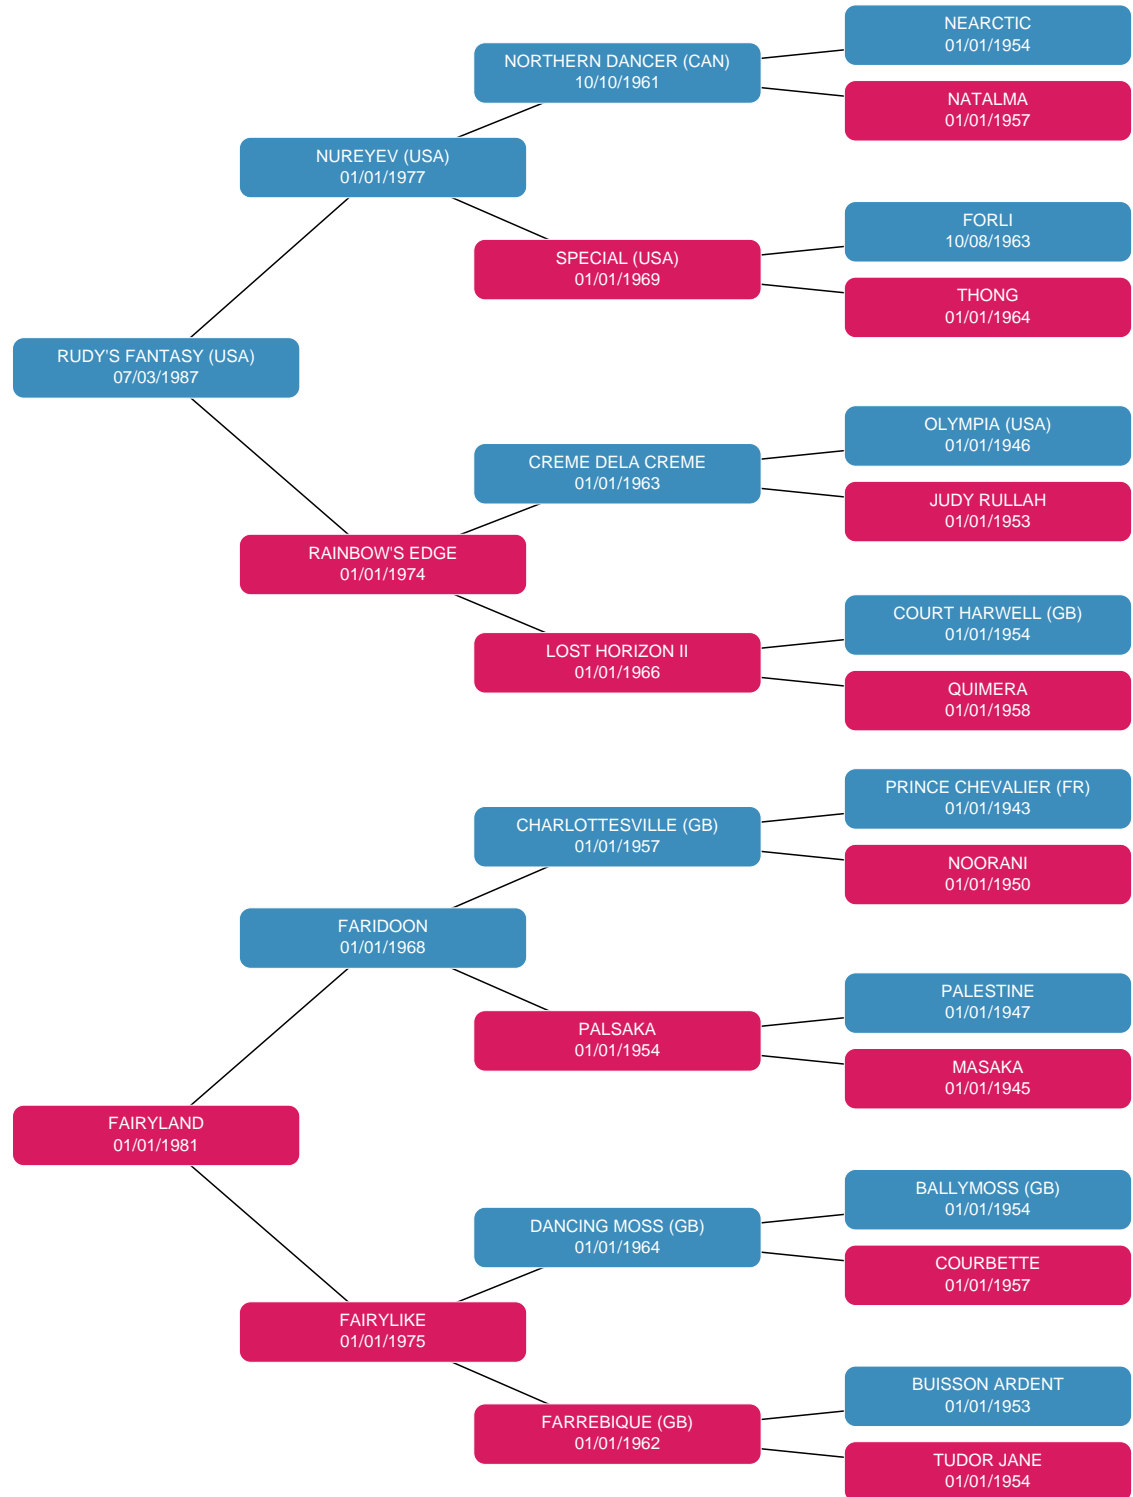 NEARCTIC
01/01/1954
NORTHERN DANCER (CAN)
10/10/1961
NATALMA
01/01/1957
NUREYEV (USA)
01/01/1977
FORLI
10/08/1963
SPECIAL (USA)
01/01/1969
THONG
01/01/1964
RUDY'S FANTASY (USA)
07/03/1987
OLYMPIA (USA)
01/01/1946
CREME DELA CREME
01/01/1963
JUDY RULLAH
01/01/1953
RAINBOW'S EDGE
01/01/1974
COURT HARWELL (GB)
01/01/1954
LOST HORIZON II
01/01/1966
QUIMERA
01/01/1958
PRINCE CHEVALIER (FR)
01/01/1943
CHARLOTTESVILLE (GB)
01/01/1957
NOORANI
01/01/1950
FARIDOON
01/01/1968
PALESTINE
01/01/1947
PALSAKA
01/01/1954
MASAKA
01/01/1945
FAIRYLAND
01/01/1981
BALLYMOSS (GB)
01/01/1954
DANCING MOSS (GB)
01/01/1964
COURBETTE
01/01/1957
FAIRYLIKE
01/01/1975
BUISSON ARDENT
01/01/1953
FARREBIQUE (GB)
01/01/1962
TUDOR JANE
01/01/1954